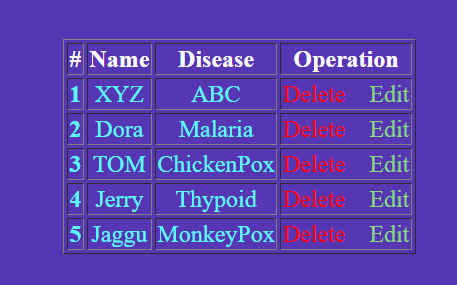 # Name Disease Operation
1 XYZ ABC Delete Edit
2 Dora Malaria Delete Edit
3 TOM ChickenPox Delete Edit
4 Jerry Thypoid Delete Edit
5 Jaggu MonkeyPox Delete Edit